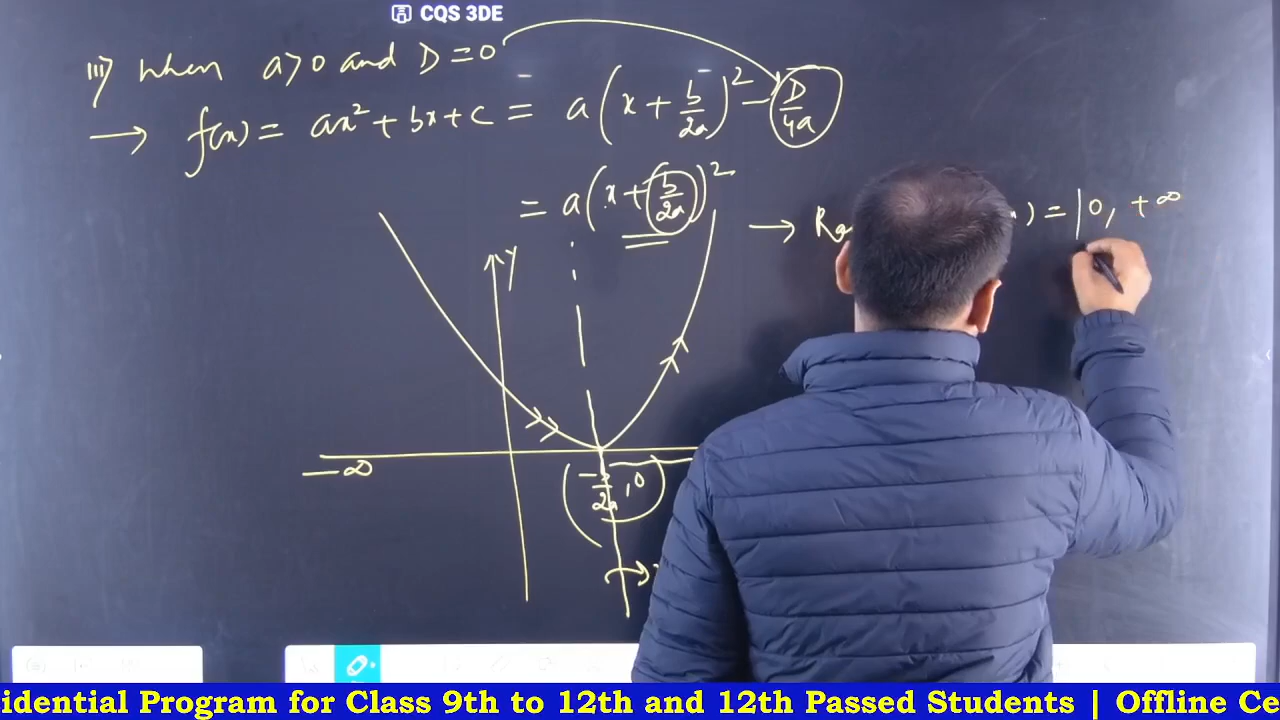 CQS 3DE
III) When a>0 and D=0
→ f(x) = ax² + bx + c = a(x + b/2a)² - D/4a
= a(x + (b/2a))²
→ ) = [0, +∞
Y
-∞
(-b/2a, 0)
idential Program for Class 9th to 12th and 12th Passed Students | Offline Ce